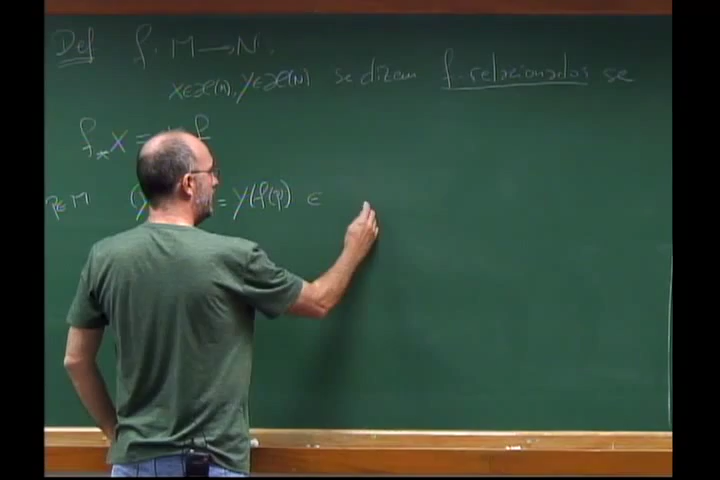 Def f: M → N.
X ∈ 𝔛(M), Y ∈ 𝔛(N) se dizem f-relacionados se
f_* X = f
p ∈ M (Y = Y(f(p)) ∈